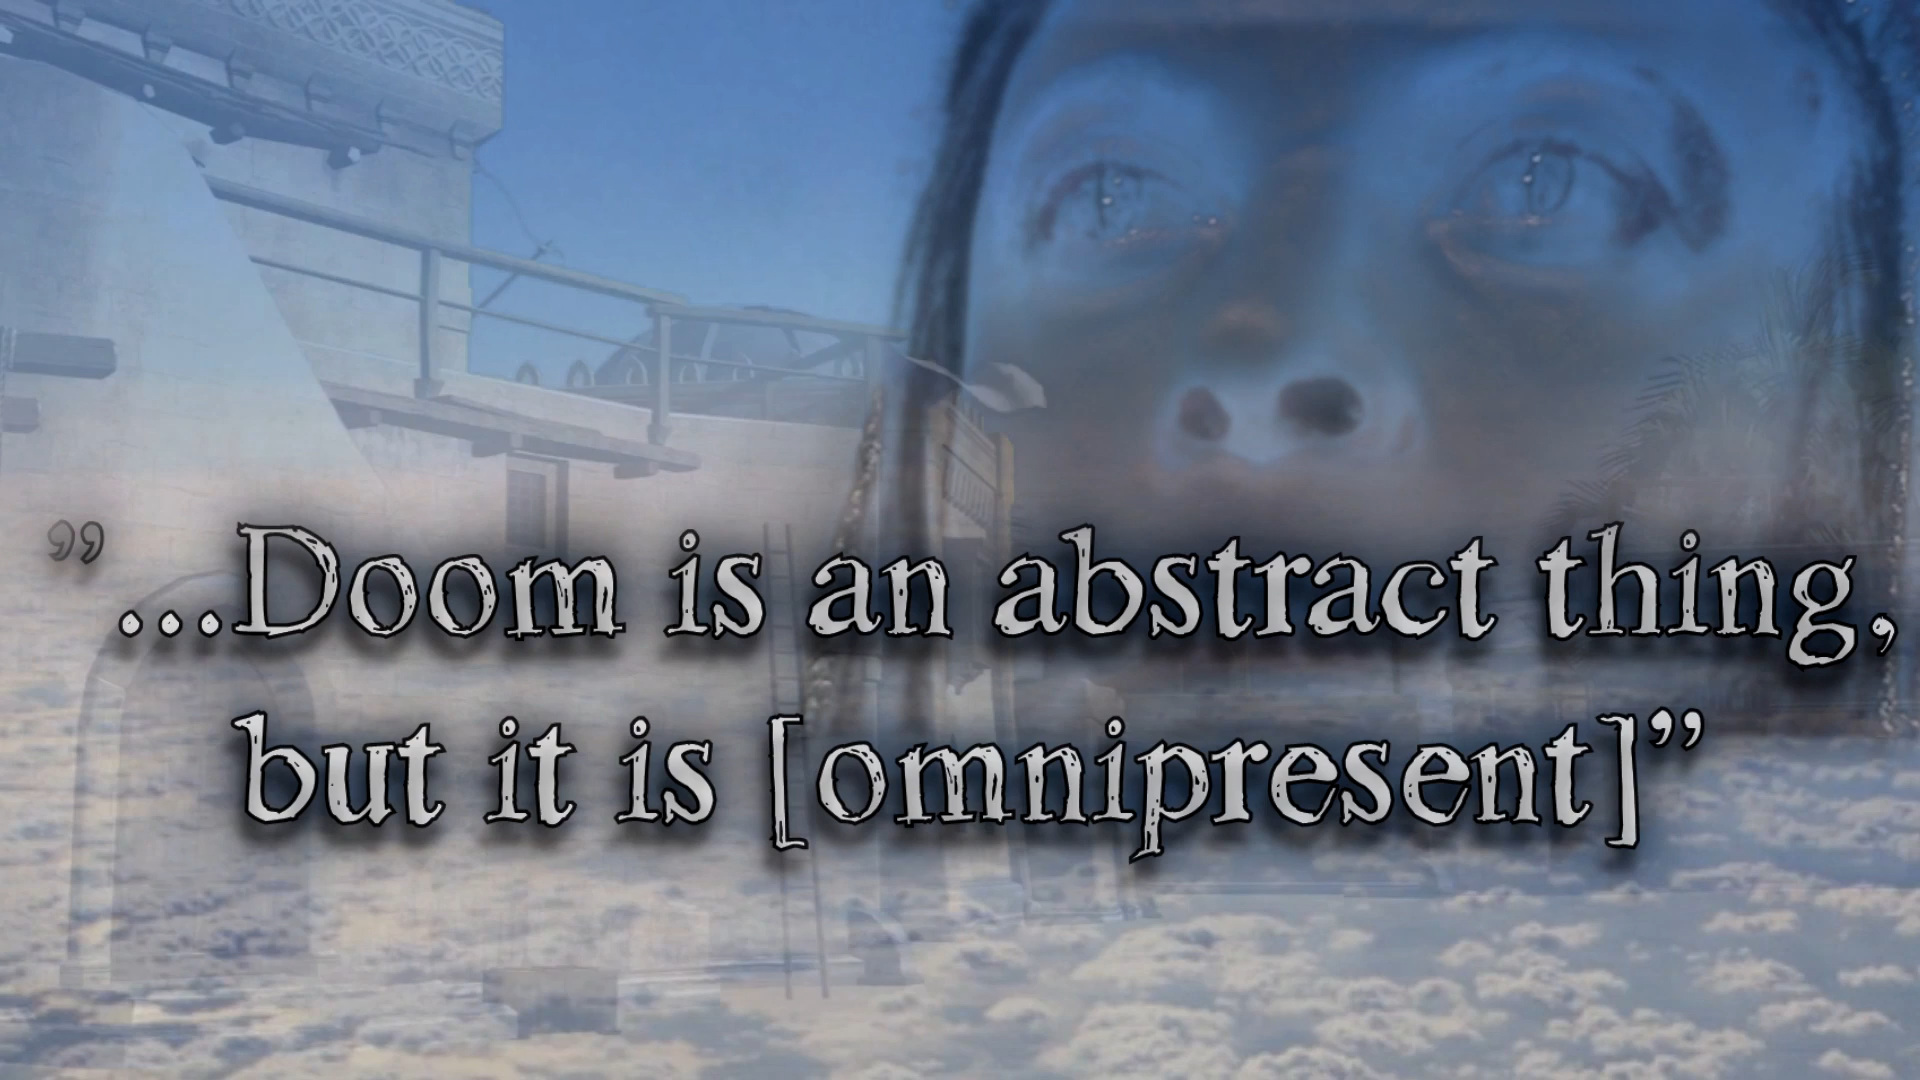 ”...Doom is an abstract thing,
but it is [omnipresent]”